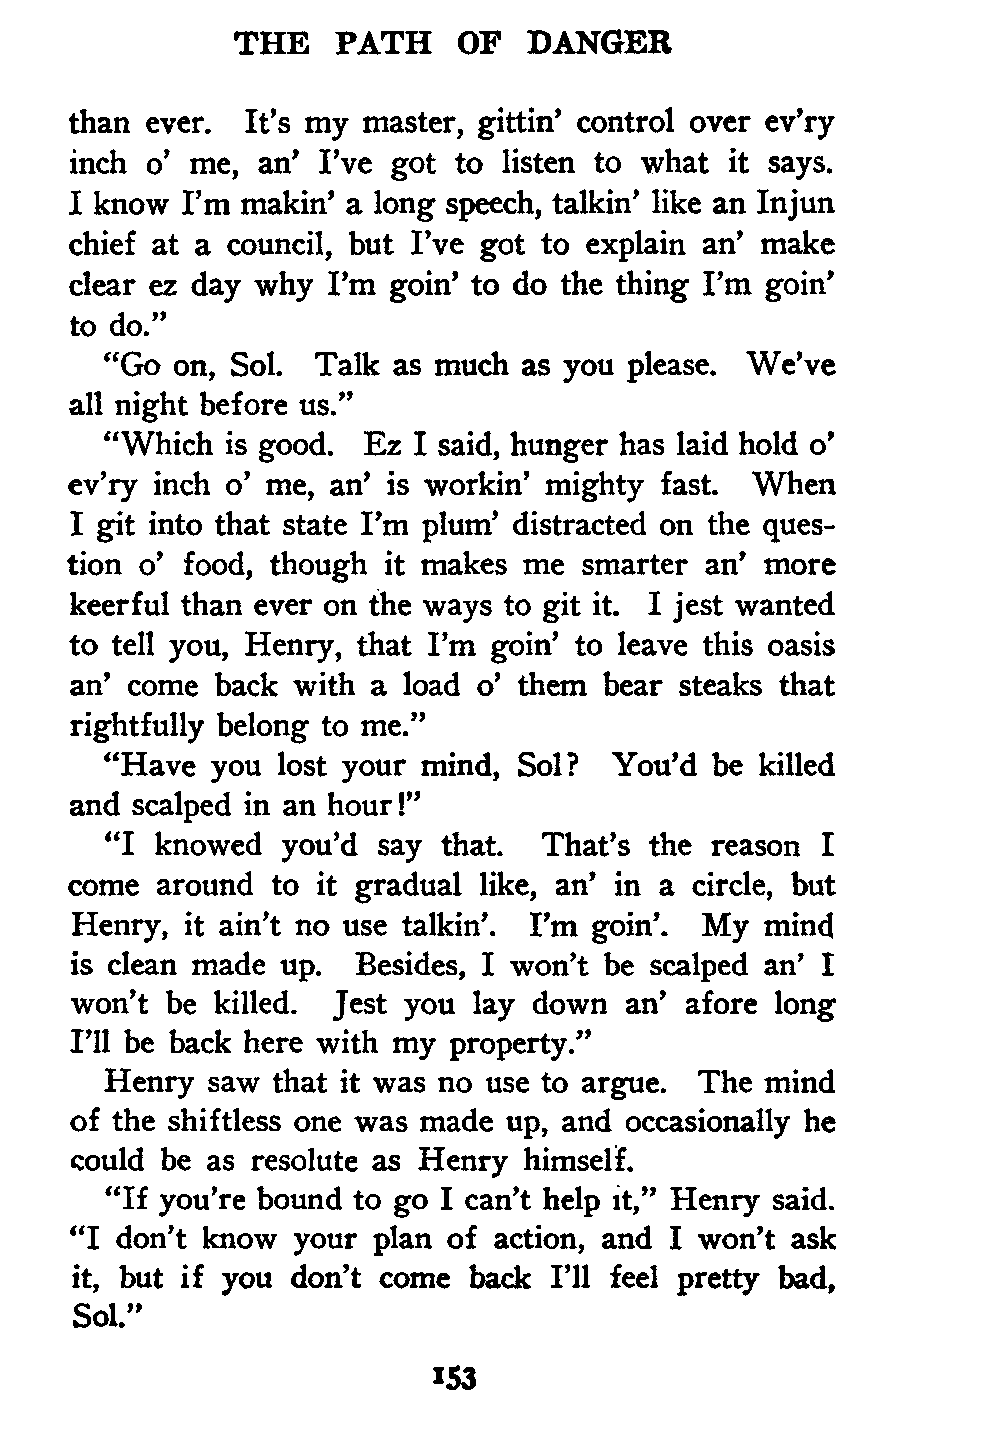 THE PATH OF DANGER
than ever. It's my master, gittin' control over ev'ry
inch o' me, an' I've got to listen to what it says.
I know I'm makin' a long speech, talkin' like an Injun
chief at a council, but I've got to explain an' make
clear ez day why I'm goin' to do the thing I'm goin'
to do."
"Go on, Sol. Talk as much as you please. We've
all night before us."
"Which is good. Ez I said, hunger has laid hold o'
ev'ry inch o' me, an' is workin' mighty fast. When
I git into that state I'm plum' distracted on the ques-
tion o' food, though it makes me smarter an' more
keerful than ever on the ways to git it. I jest wanted
to tell you, Henry, that I'm goin' to leave this oasis
an' come back with a load o' them bear steaks that
rightfully belong to me."
"Have you lost your mind, Sol? You'd be killed
and scalped in an hour!"
"I knowed you'd say that. That's the reason I
come around to it gradual like, an' in a circle, but
Henry, it ain't no use talkin'. I'm goin'. My mind
is clean made up. Besides, I won't be scalped an' I
won't be killed. Jest you lay down an' afore long
I'll be back here with my property."
Henry saw that it was no use to argue. The mind
of the shiftless one was made up, and occasionally he
could be as resolute as Henry himself.
"If you're bound to go I can't help it," Henry said.
"I don't know your plan of action, and I won't ask
it, but if you don't come back I'll feel pretty bad,
Sol."
153